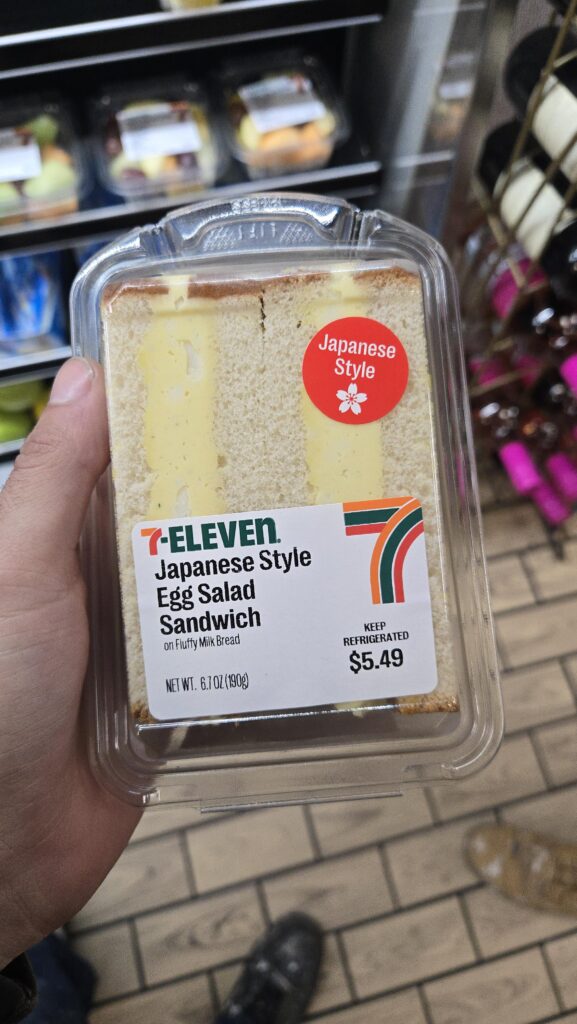 Japanese
Style
7-ELEVEN.
Japanese Style
Egg Salad
Sandwich
on Fluffy Milk Bread
NET WT. 6.7 OZ (190g)
KEEP
REFRIGERATED
$5.49